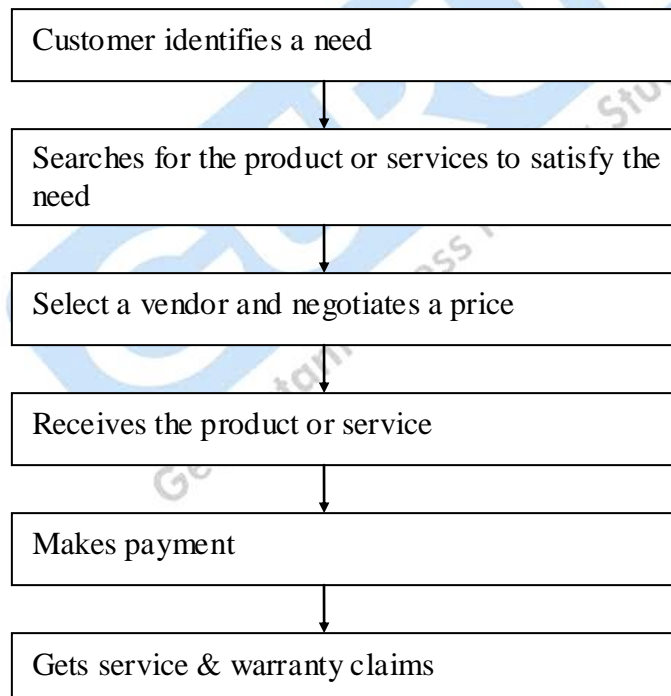 Customer identifies a need
Searches for the product or services to satisfy the
need
Select a vendor and negotiates a price
Receives the product or service
Makes payment
Gets service & warranty claims